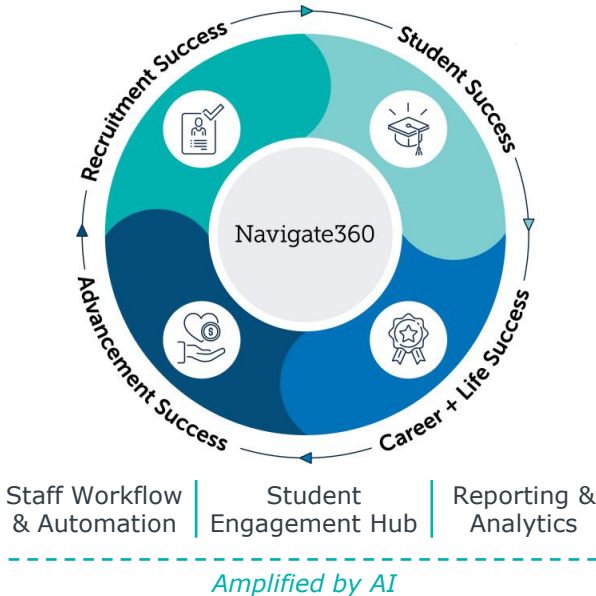 Recruitment Success
Student Success
Navigate360
$
Advancement Success
Career + Life Success
Staff Workflow
& Automation
Student
Engagement Hub
Reporting &
Analytics
Amplified by AI